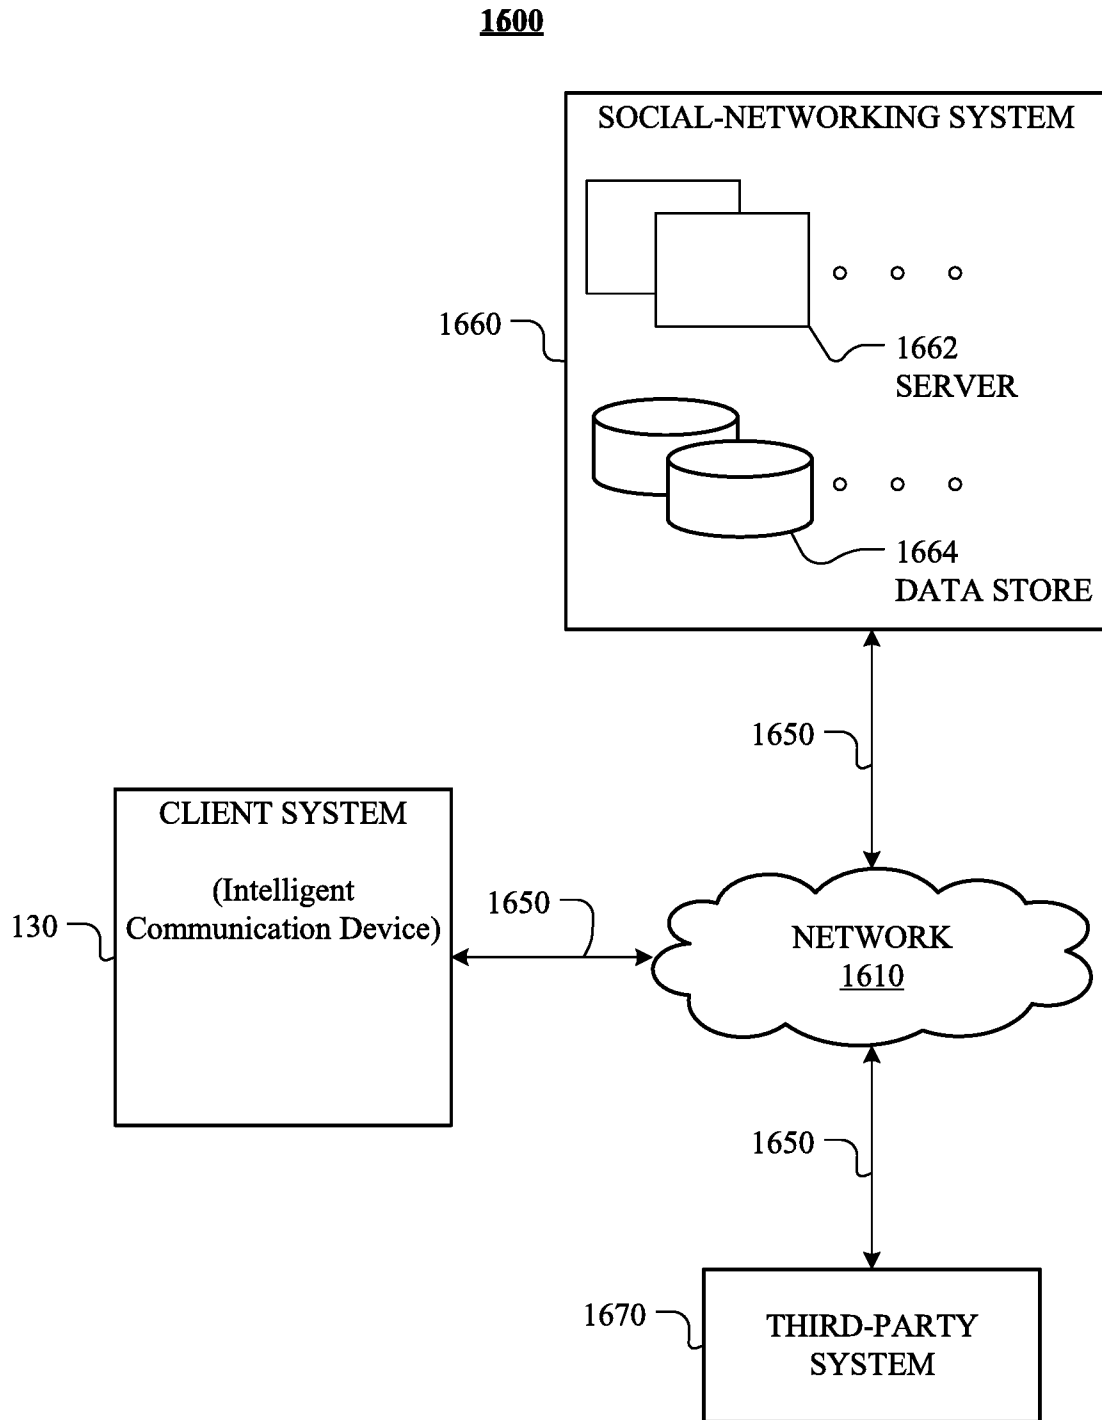 1600
SOCIAL-NETWORKING SYSTEM
1660
1662
SERVER
1664
DATA STORE
1650
CLIENT SYSTEM
(Intelligent
Communication Device)
130
1650
NETWORK
1610
1650
1670
THIRD-PARTY
SYSTEM